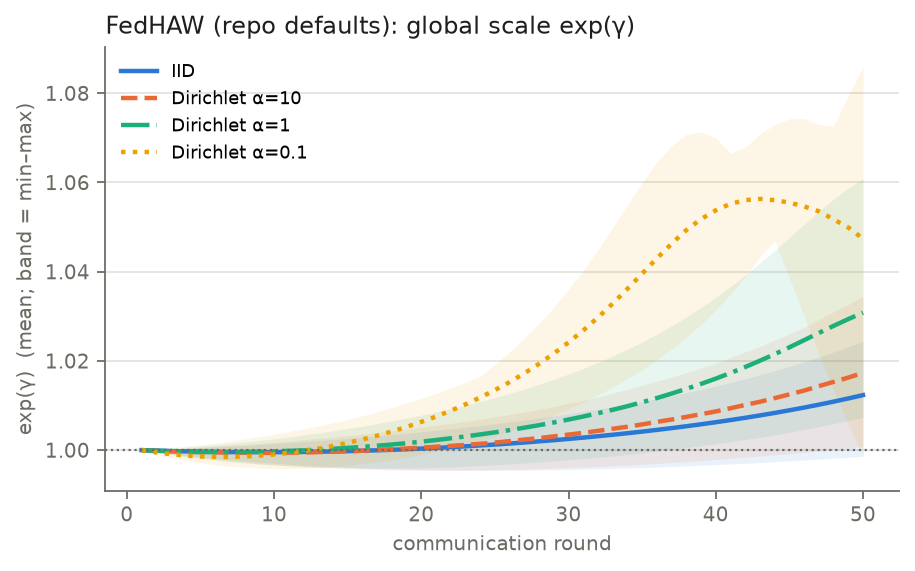 FedHAW (repo defaults): global scale exp(γ)
IID
Dirichlet α=10
Dirichlet α=1
Dirichlet α=0.1
exp(γ)  (mean; band = min–max)
1.08
1.06
1.04
1.02
1.00
0 10 20 30 40 50
communication round